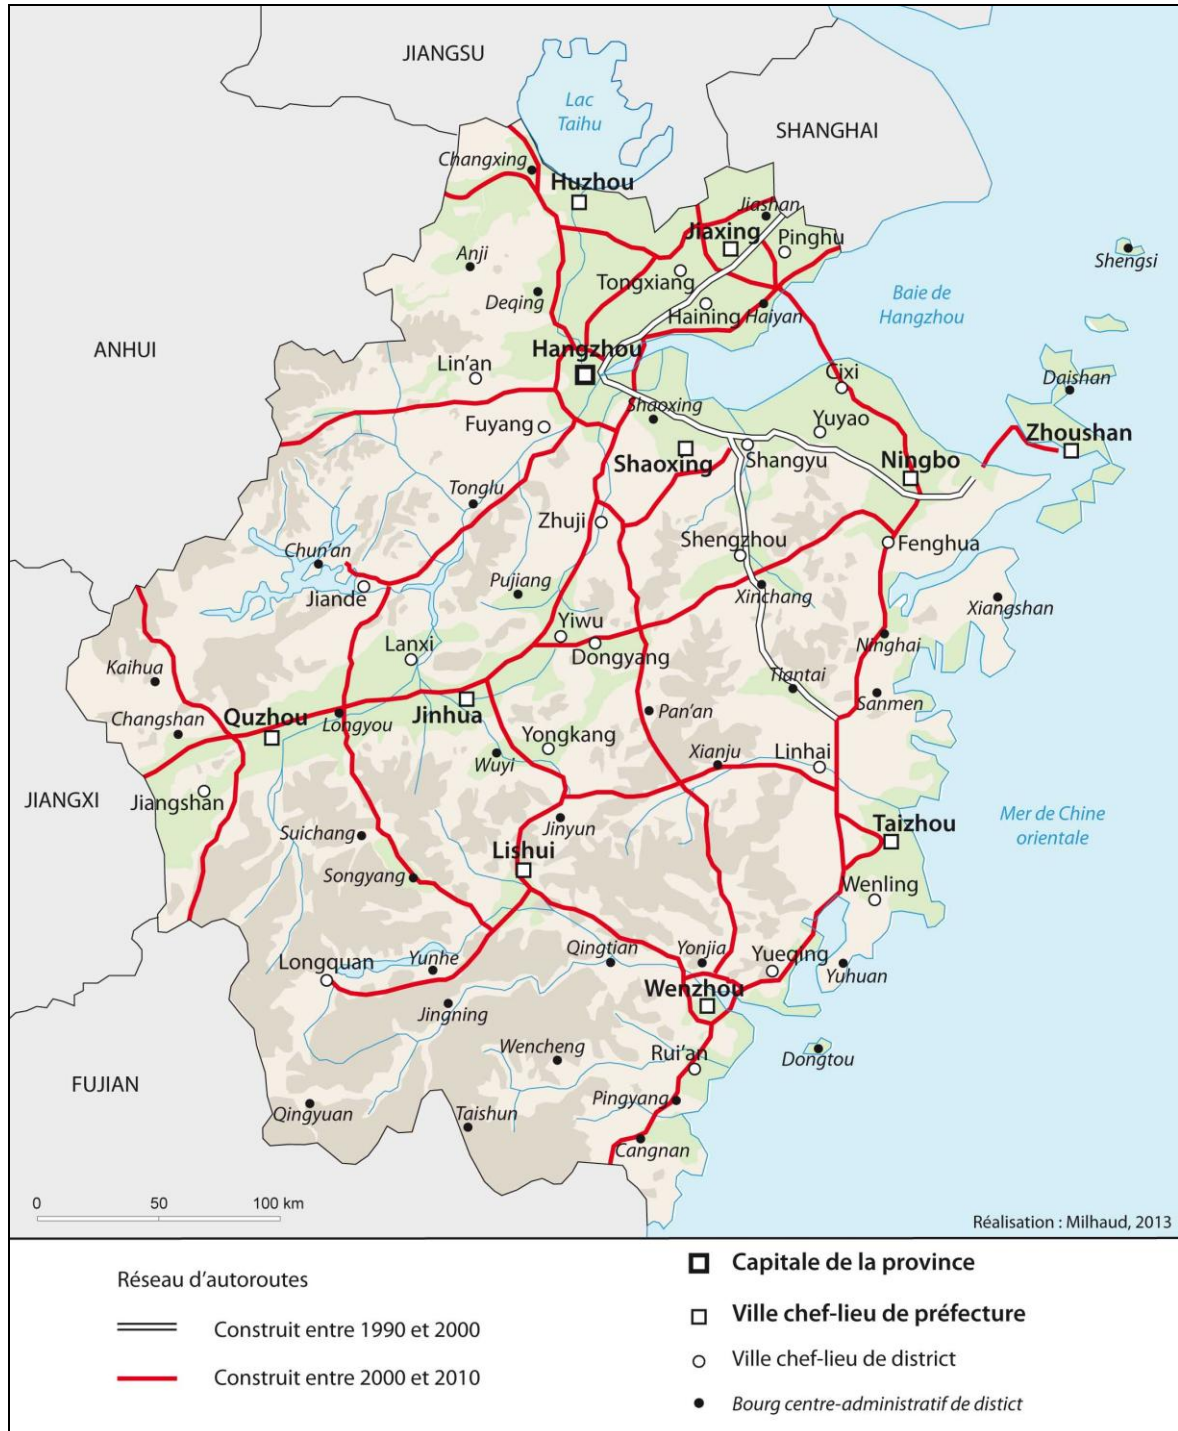 JIANGSU
Lac
Taihu
SHANGHAI
Changxing
Huzhou
Jiashan
Jiaxing
Pinghu
Anji
Shengsi
Tongxiang
Deqing
Haining
Haiyan
Baie de
Hangzhou
ANHUI
Hangzhou
Lin'an
Cixi
Daishan
Shaoxing
Fuyang
Yuyao
Zhoushan
Shaoxing
Shangyu
Ningbo
Tonglu
Zhuji
Shengzhou
Fenghua
Chun'an
Pujiang
Jiande
Xinchang
Xiangshan
Yiwu
Lanxi
Dongyang
Ninghai
Kaihua
Tiantai
Sanmen
Changshan
Quzhou
Longyou
Jinhua
Pan'an
Yongkang
Wuyi
Xianju
Linhai
JIANGXI
Jiangshan
Suichang
Jinyun
Taizhou
Mer de Chine
orientale
Lishui
Songyang
Wenling
Longquan
Yunhe
Qingtian
Yonjia
Yueqing
Yuhuan
Wenzhou
Jingning
Wencheng
Rui'an
Dongtou
FUJIAN
Qingyuan
Taishun
Pingyang
Cangnan
0 50 100 km
Réalisation : Milhaud, 2013
Réseau d'autoroutes
Construit entre 1990 et 2000
Construit entre 2000 et 2010
Capitale de la province
Ville chef-lieu de préfecture
Ville chef-lieu de district
Bourg centre-administratif de distict